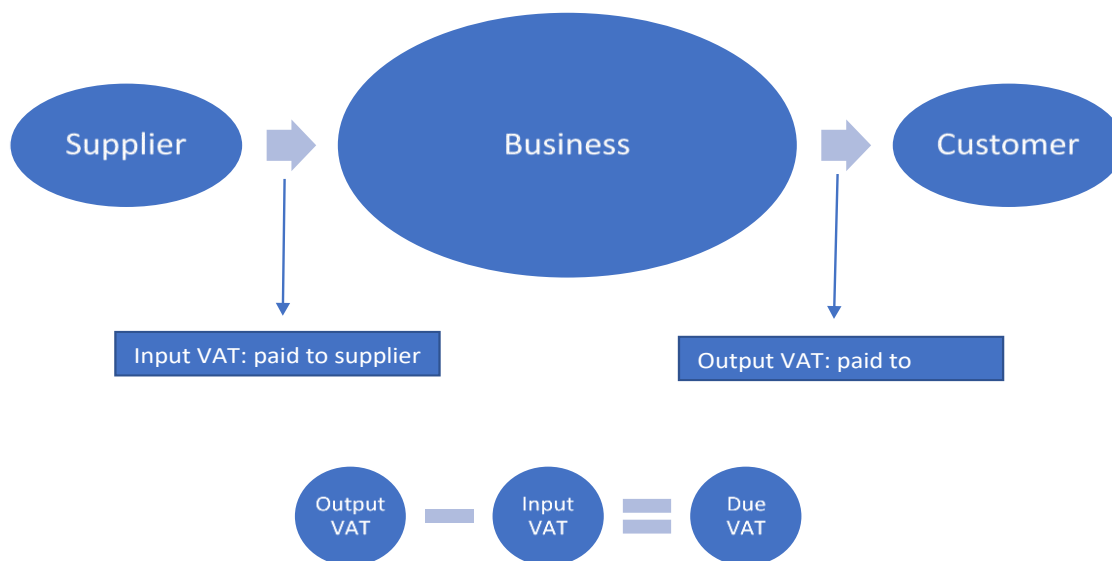 Supplier
Business
Customer
Input VAT: paid to supplier
Output VAT: paid to
Output
VAT
Input
VAT
Due
VAT